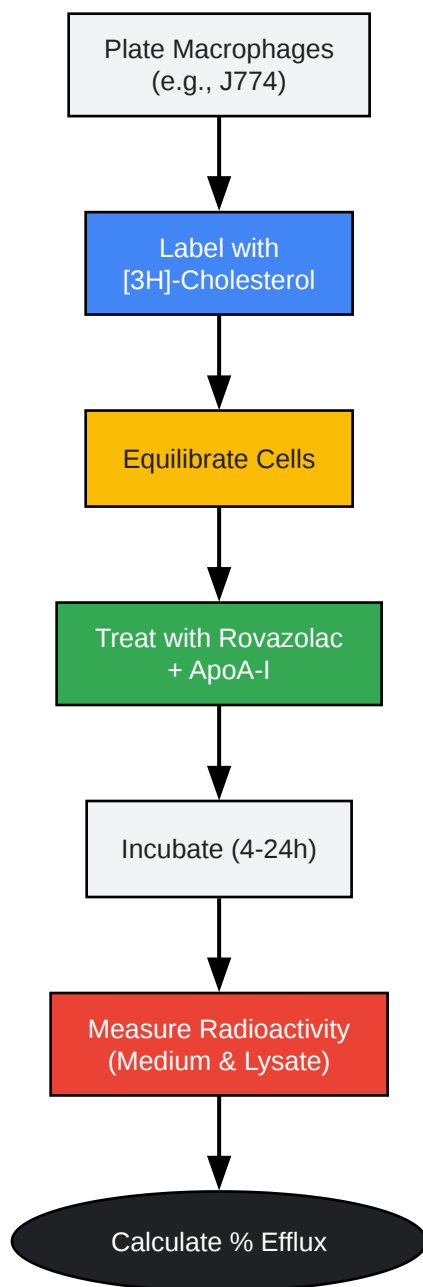 Plate Macrophages
(e.g., J774)
Label with
[3H]-Cholesterol
Equilibrate Cells
Treat with Rovazolac
+ ApoA-I
Incubate (4-24h)
Measure Radioactivity
(Medium & Lysate)
Calculate % Efflux